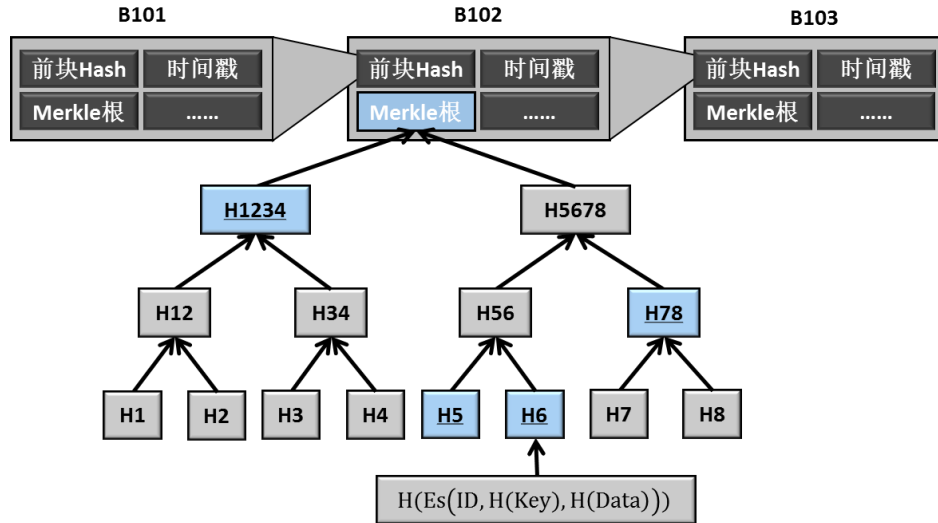 B101 B102 B103
前块Hash 时间戳 前块Hash 时间戳 前块Hash 时间戳
Merkle根 …… Merkle根 …… Merkle根 ……
H1234 H5678
H12 H34 H56 H78
H1 H2 H3 H4 H5 H6 H7 H8
H(Es(ID, H(Key), H(Data)))